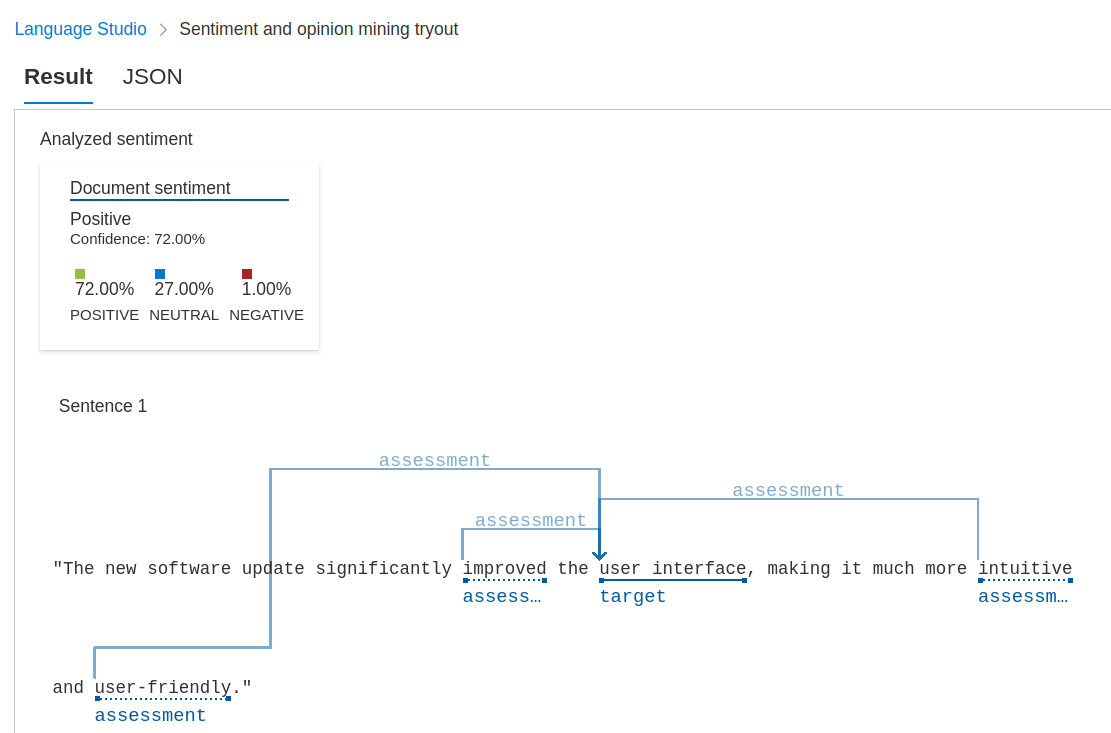 Language Studio > Sentiment and opinion mining tryout
Result JSON
Analyzed sentiment
Document sentiment
Positive
Confidence: 72.00%
72.00% 27.00% 1.00%
POSITIVE NEUTRAL NEGATIVE
Sentence 1
assessment
assessment
assessment
"The new software update significantly improved the user interface, making it much more intuitive
assess… target assessm…
and user-friendly."
assessment